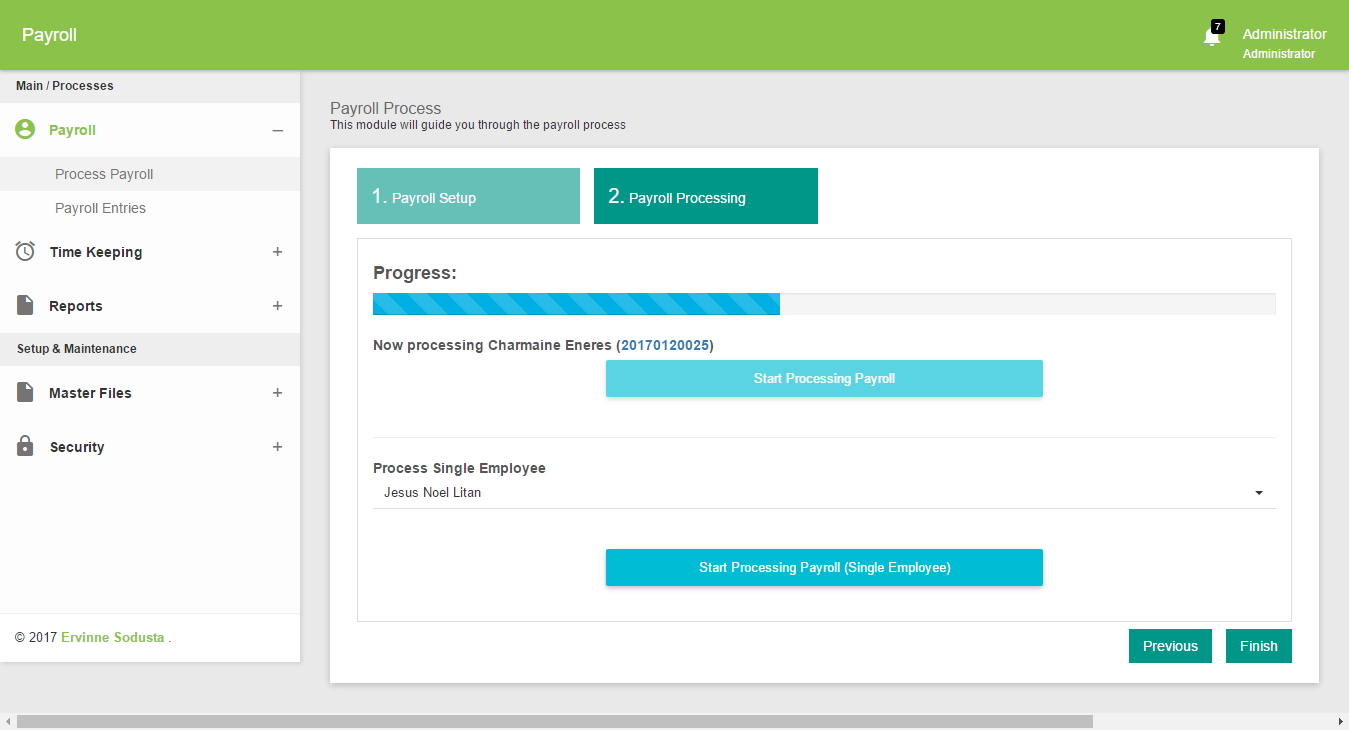 Payroll
7
Administrator
Administrator
Main / Processes
Payroll
Process Payroll
Payroll Entries
Time Keeping
Reports
Setup & Maintenance
Master Files
Security
© 2017 Ervinne Sodusta .
Payroll Process
This module will guide you through the payroll process
1. Payroll Setup
2. Payroll Processing
Progress:
Now processing Charmaine Eneres (20170120025)
Start Processing Payroll
Process Single Employee
Jesus Noel Litan
Start Processing Payroll (Single Employee)
Previous
Finish